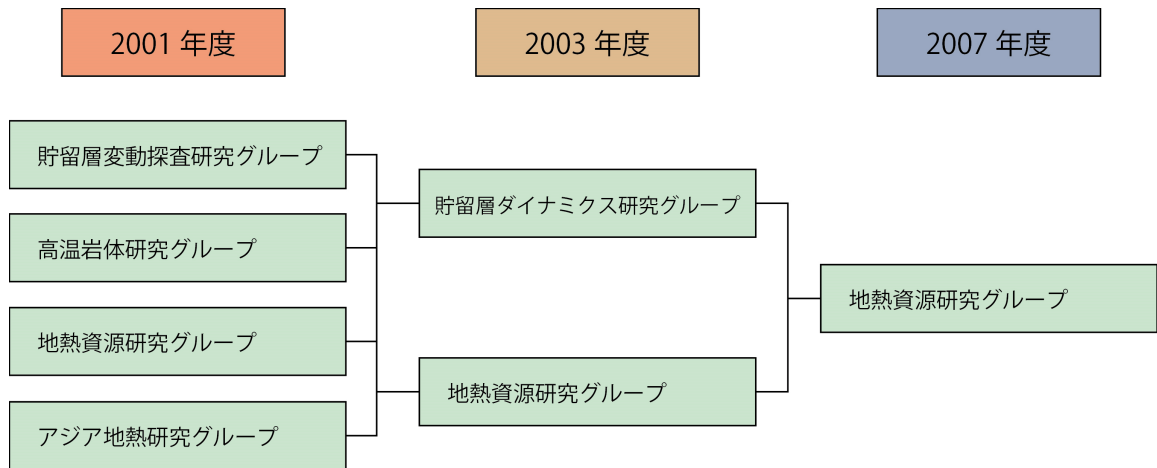 2001 年度
2003 年度
2007 年度
貯留層変動探査研究グループ
高温岩体研究グループ
地熱資源研究グループ
アジア地熱研究グループ
貯留層ダイナミクス研究グループ
地熱資源研究グループ
地熱資源研究グループ